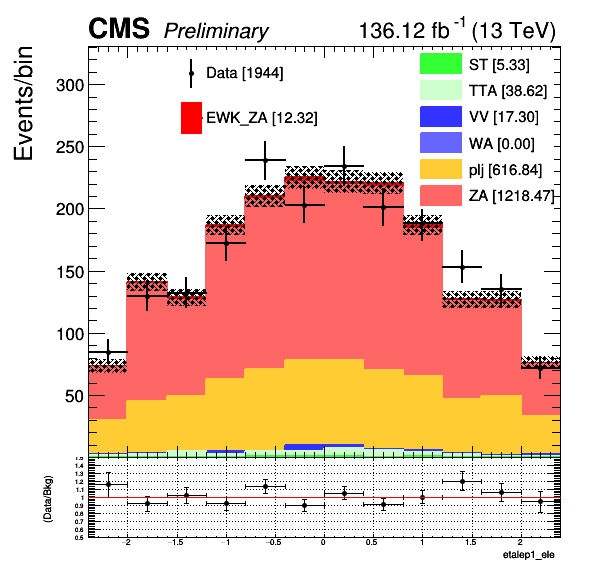 CMS Preliminary 136.12 fb⁻¹ (13 TeV)
Events/bin
Data [1944]
EWK_ZA [12.32]
ST [5.33]
TTA [38.62]
VV [17.30]
WA [0.00]
plj [616.84]
ZA [1218.47]
300
250
200
150
100
50
(Data/Bkg)
1.5
1.4
1.3
1.2
1.1
1
0.9
0.8
0.7
0.6
0.5
−2 −1.5 −1 −0.5 0 0.5 1 1.5 2
etalep1_ele